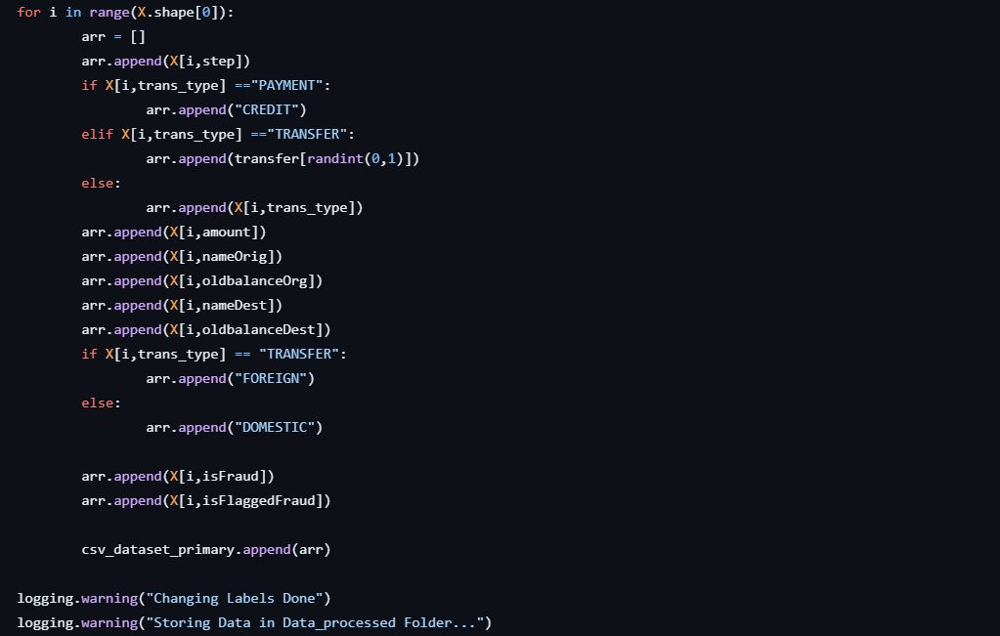 for i in range(X.shape[0]):
        arr = []
        arr.append(X[i,step])
        if X[i,trans_type] =="PAYMENT":
                arr.append("CREDIT")
        elif X[i,trans_type] =="TRANSFER":
                arr.append(transfer[randint(0,1)])
        else:
                arr.append(X[i,trans_type])
        arr.append(X[i,amount])
        arr.append(X[i,nameOrig])
        arr.append(X[i,oldbalanceOrg])
        arr.append(X[i,nameDest])
        arr.append(X[i,oldbalanceDest])
        if X[i,trans_type] == "TRANSFER":
                arr.append("FOREIGN")
        else:
                arr.append("DOMESTIC")

        arr.append(X[i,isFraud])
        arr.append(X[i,isFlaggedFraud])

        csv_dataset_primary.append(arr)

logging.warning("Changing Labels Done")
logging.warning("Storing Data in Data_processed Folder...")